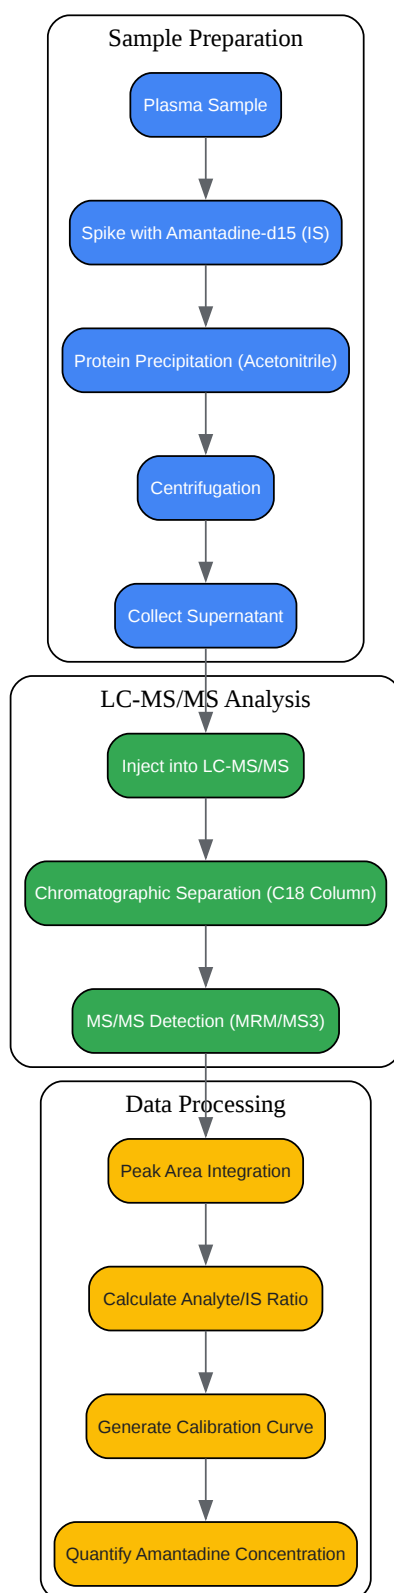 Sample Preparation
Plasma Sample
Spike with Amantadine-d15 (IS)
Protein Precipitation (Acetonitrile)
Centrifugation
Collect Supernatant
LC-MS/MS Analysis
Inject into LC-MS/MS
Chromatographic Separation (C18 Column)
MS/MS Detection (MRM/MS3)
Data Processing
Peak Area Integration
Calculate Analyte/IS Ratio
Generate Calibration Curve
Quantify Amantadine Concentration